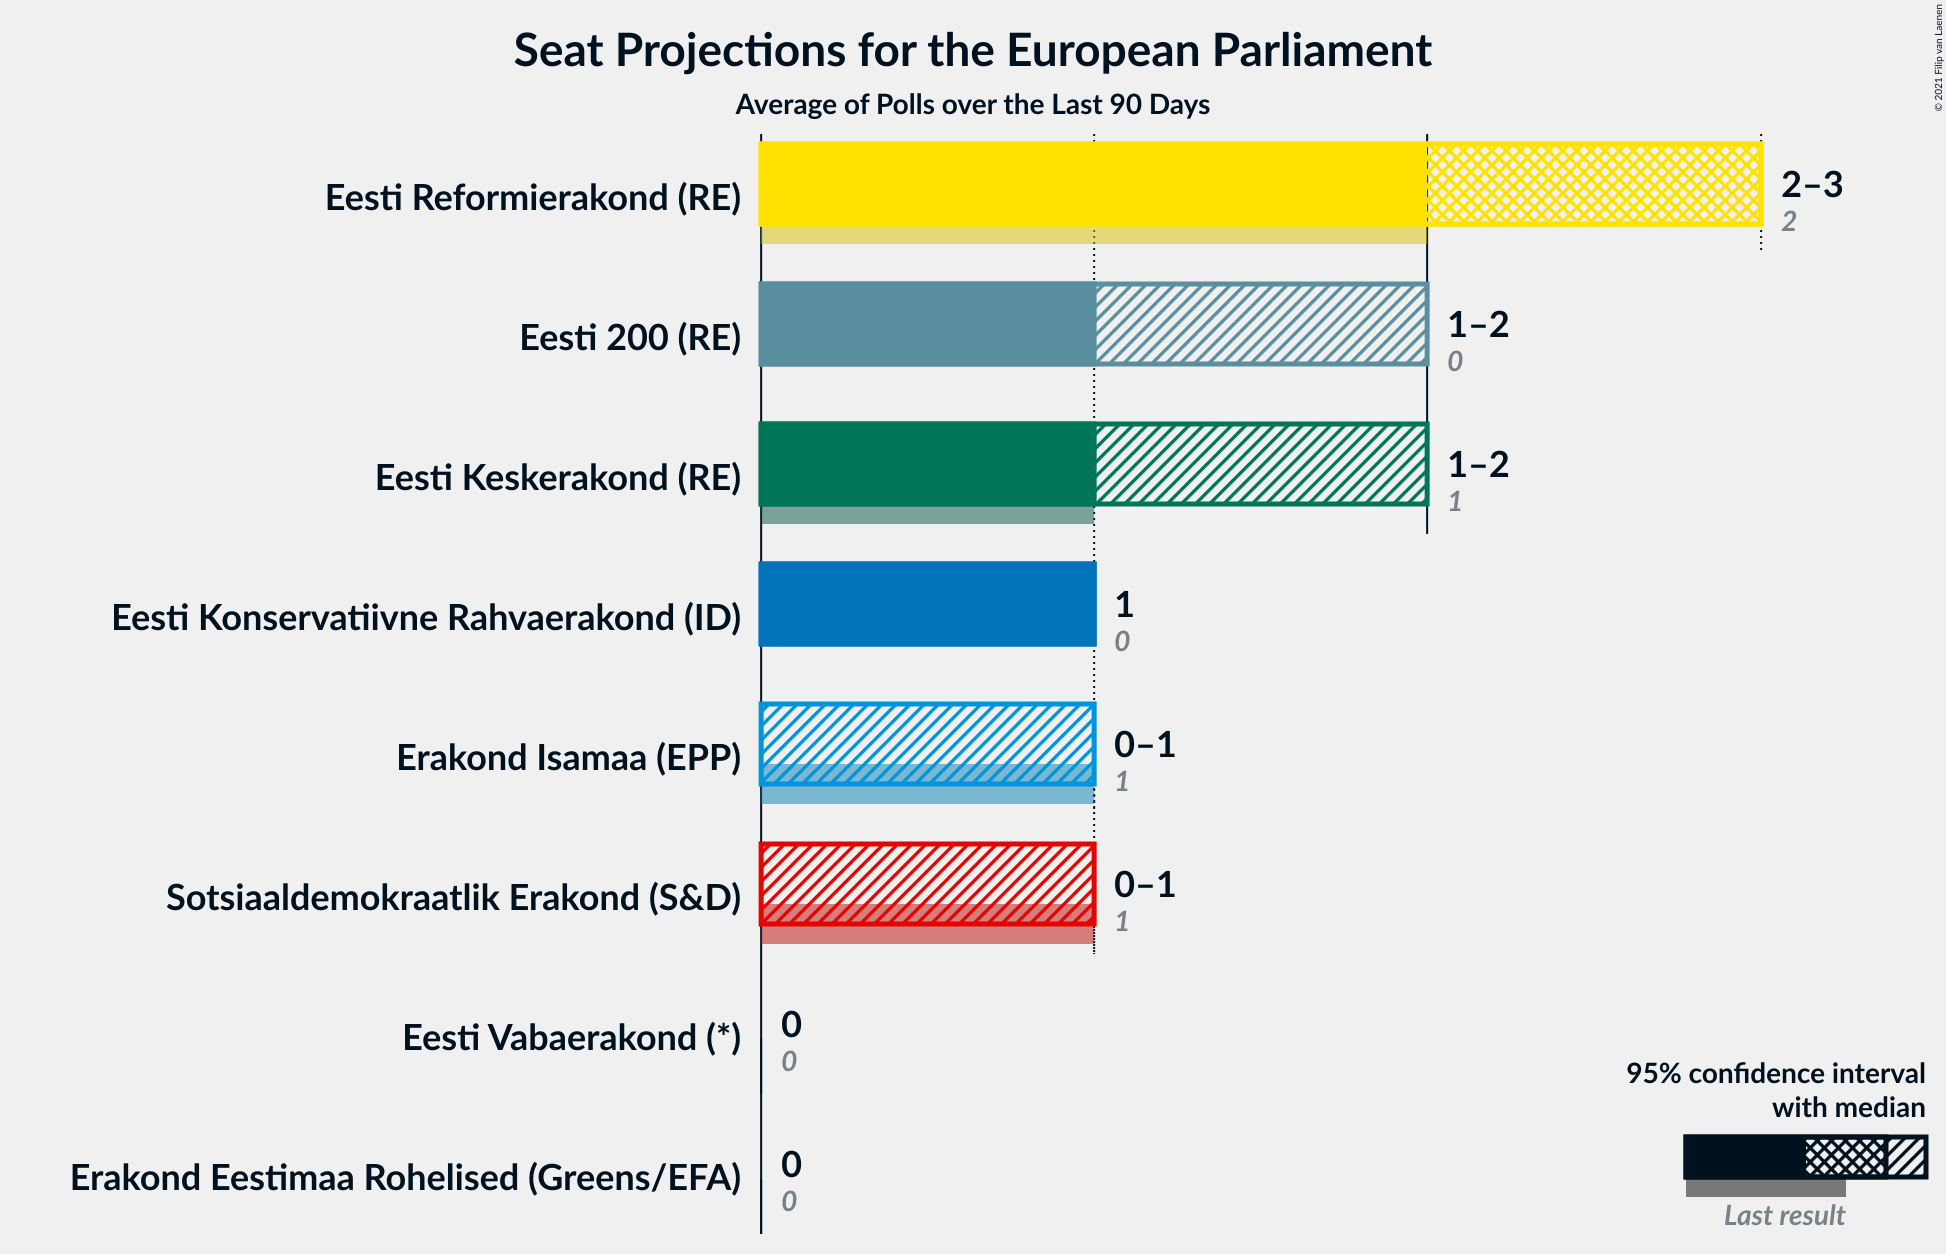 Seat Projections for the European Parliament
Average of Polls over the Last 90 Days
© 2021 Filip van Laenen
Eesti Reformierakond (RE)
2–3
2
Eesti 200 (RE)
1–2
0
Eesti Keskerakond (RE)
1–2
1
Eesti Konservatiivne Rahvaerakond (ID)
1
0
Erakond Isamaa (EPP)
0–1
1
Sotsiaaldemokraatlik Erakond (S&D)
0–1
1
Eesti Vabaerakond (*)
0
0
Erakond Eestimaa Rohelised (Greens/EFA)
0
0
95% confidence interval
with median
Last result